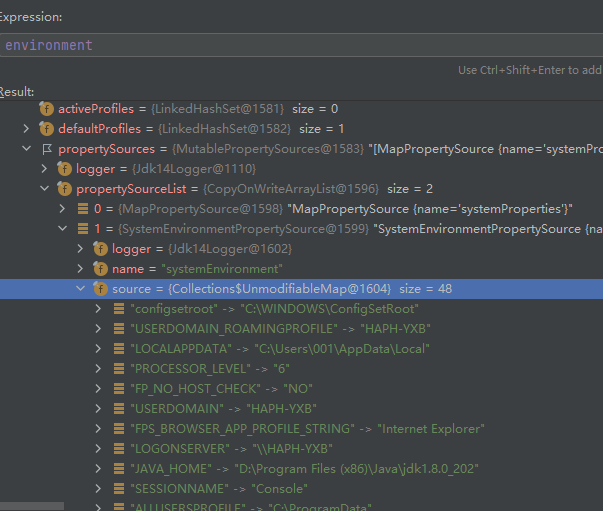 Expression:
environment
Use Ctrl+Shift+Enter to add
Result:
activeProfiles = {LinkedHashSet@1581} size = 0
defaultProfiles = {LinkedHashSet@1582} size = 1
propertySources = {MutablePropertySources@1583} "[MapPropertySource {name='systemPro
logger = {Jdk14Logger@1110}
propertySourceList = {CopyOnWriteArrayList@1596} size = 2
0 = {MapPropertySource@1598} "MapPropertySource {name='systemProperties'}"
1 = {SystemEnvironmentPropertySource@1599} "SystemEnvironmentPropertySource {na
logger = {Jdk14Logger@1602}
name = "systemEnvironment"
source = {Collections$UnmodifiableMap@1604} size = 48
"configsetroot" -> "C:\WINDOWS\ConfigSetRoot"
"USERDOMAIN_ROAMINGPROFILE" -> "HAPH-YXB"
"LOCALAPPDATA" -> "C:\Users\001\AppData\Local"
"PROCESSOR_LEVEL" -> "6"
"FP_NO_HOST_CHECK" -> "NO"
"USERDOMAIN" -> "HAPH-YXB"
"FPS_BROWSER_APP_PROFILE_STRING" -> "Internet Explorer"
"LOGONSERVER" -> "\\HAPH-YXB"
"JAVA_HOME" -> "D:\Program Files (x86)\Java\jdk1.8.0_202"
"SESSIONNAME" -> "Console"
"ALLUSERSPROFILE" -> "C:\ProgramData"